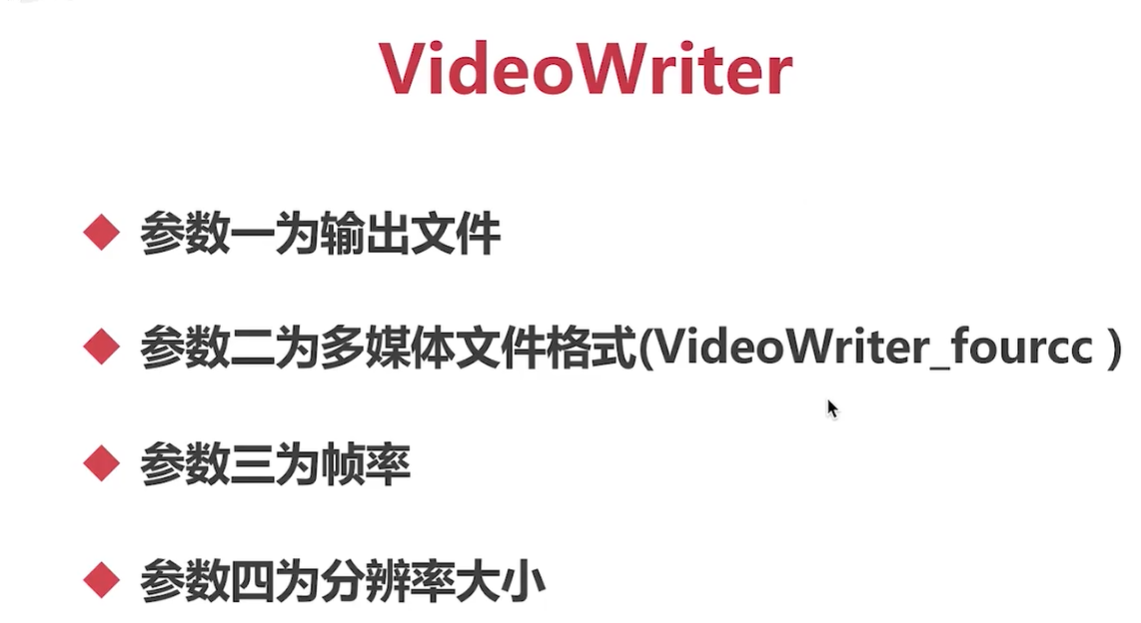 VideoWriter
参数一为输出文件
参数二为多媒体文件格式(VideoWriter_fourcc )
参数三为帧率
参数四为分辨率大小